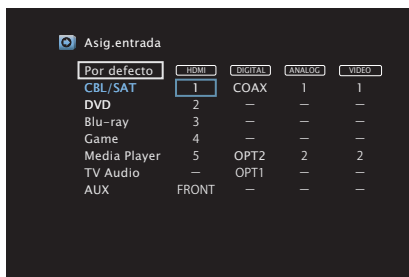 Asig.entrada
Por defecto HDMI DIGITAL ANALOG VIDEO
CBL/SAT 1 COAX 1 1
DVD 2 — — —
Blu-ray 3 — — —
Game 4 — — —
Media Player 5 OPT2 2 2
TV Audio — OPT1 — —
AUX FRONT — — —